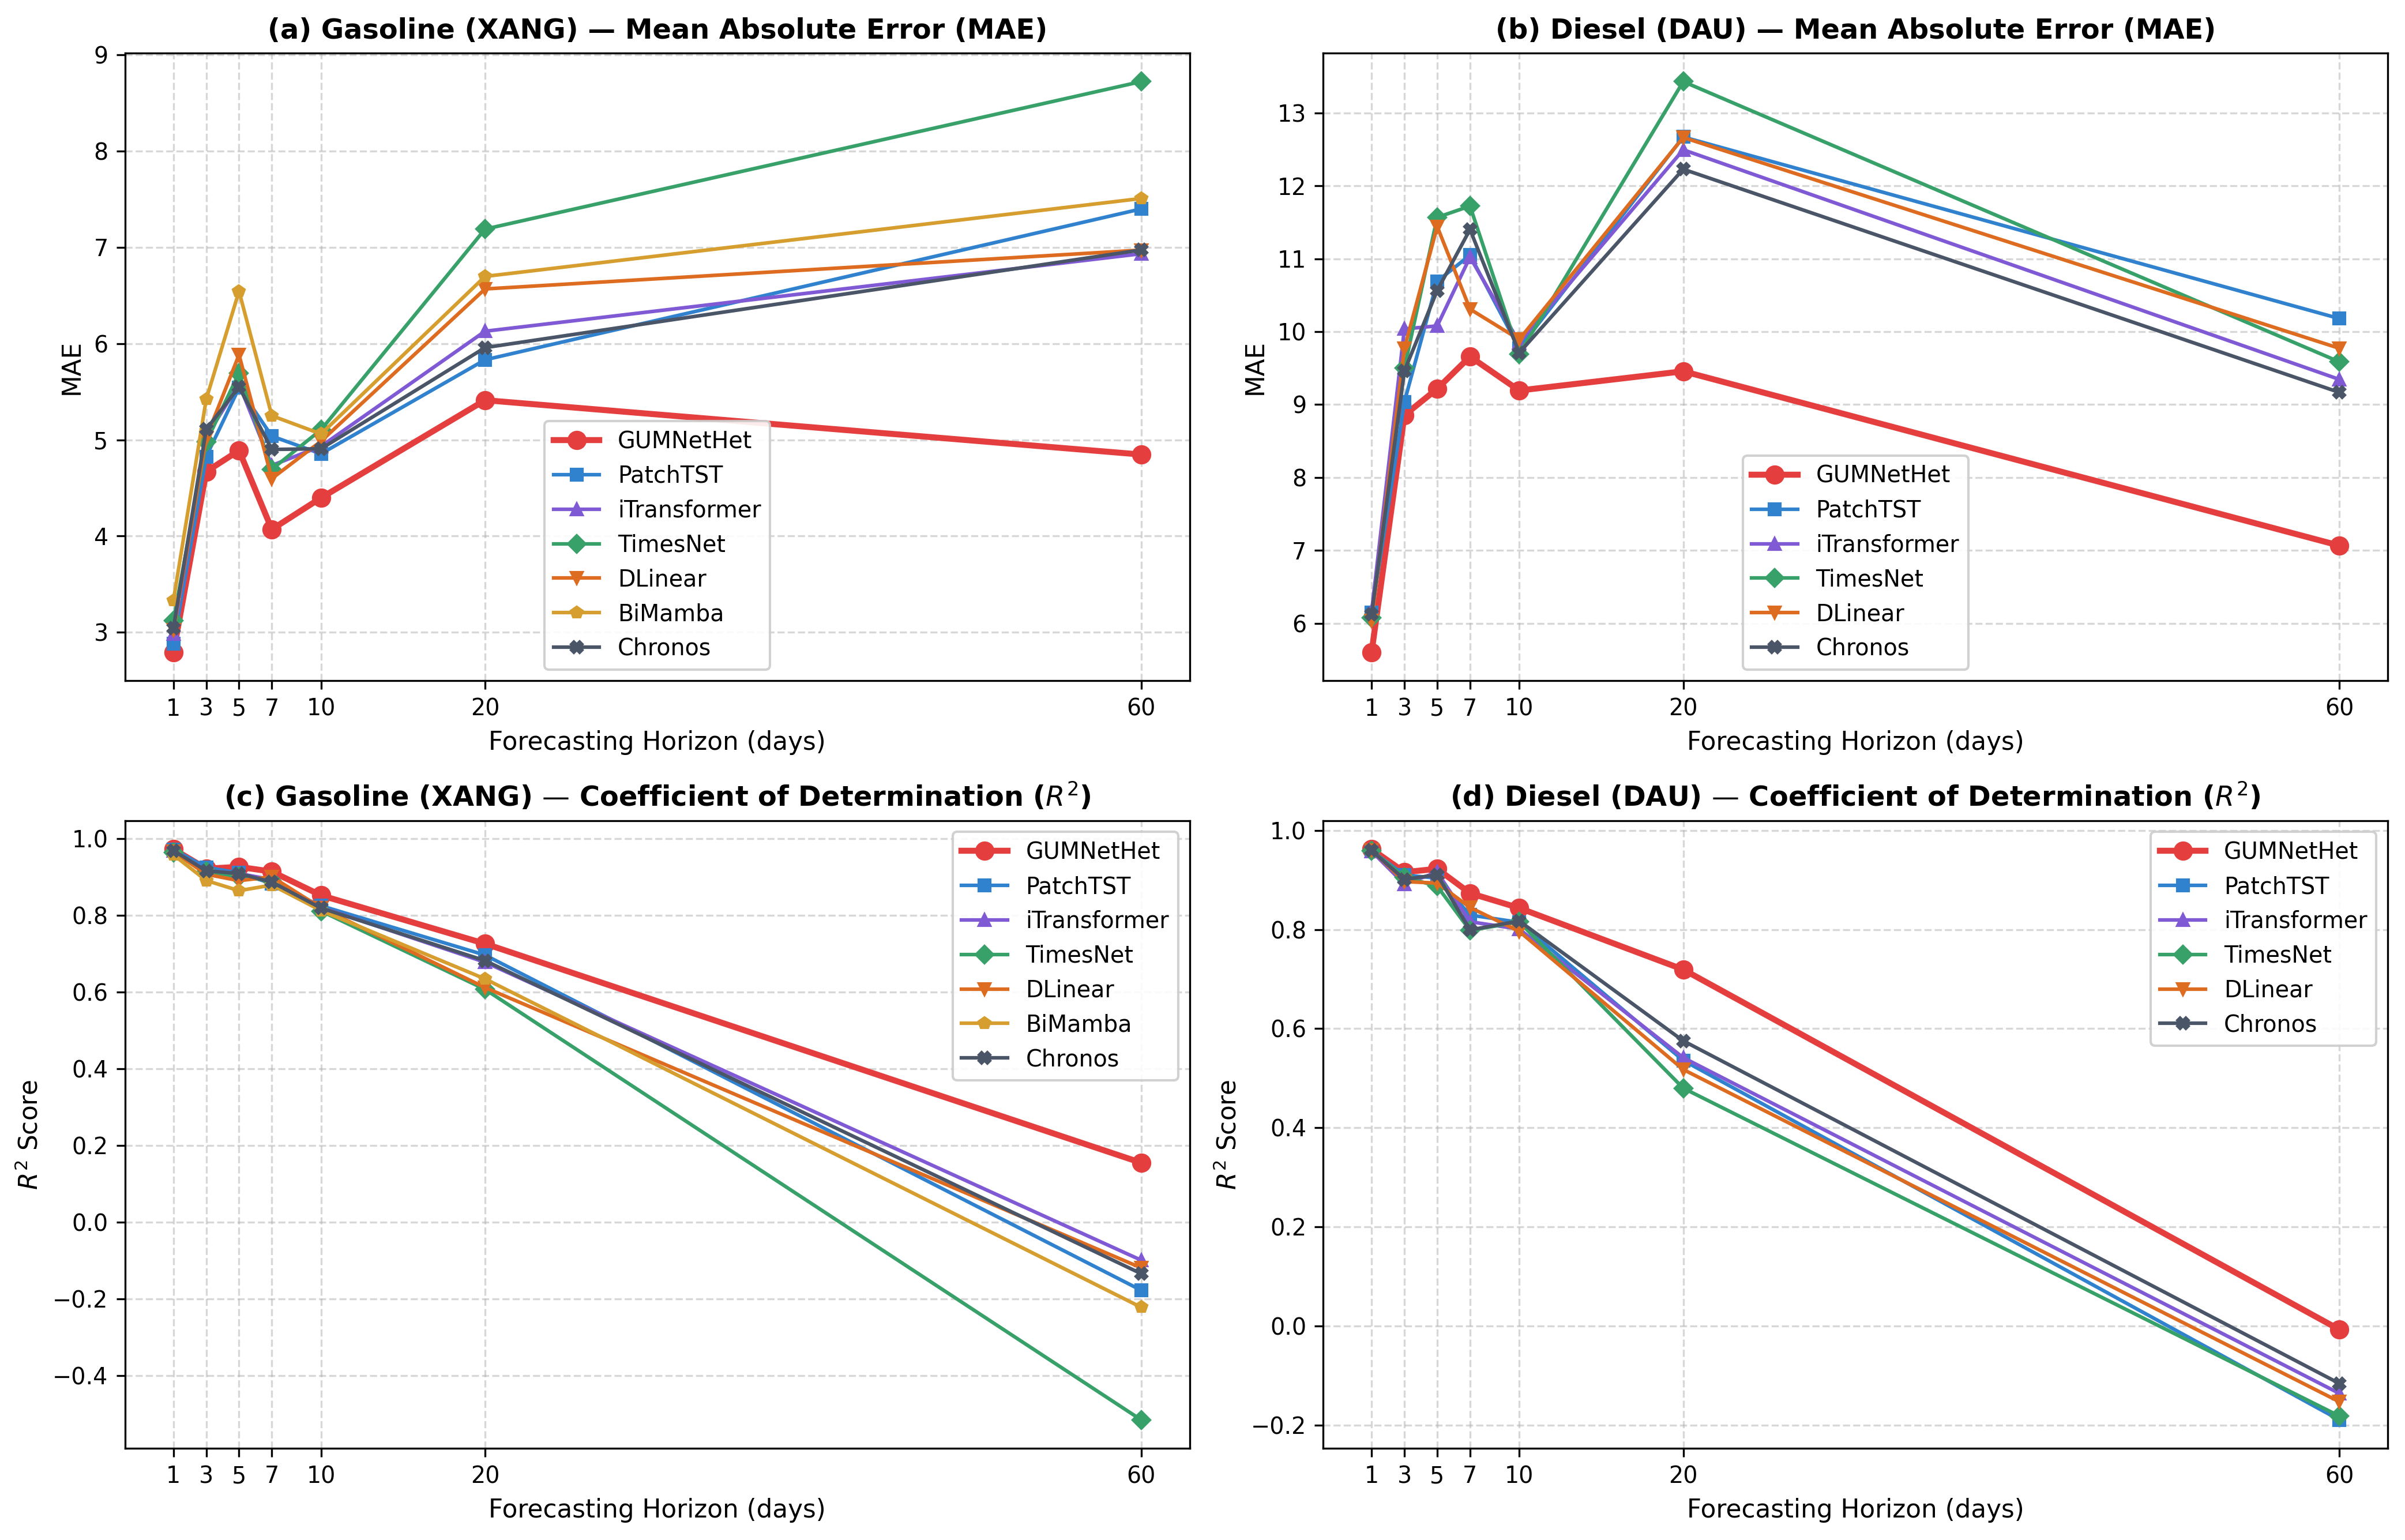 (a) Gasoline (XANG) — Mean Absolute Error (MAE)
9
8
7
6
5
4
3
MAE
GUMNetHet
PatchTST
iTransformer
TimesNet
DLinear
BiMamba
Chronos
1 3 5 7 10 20 60
Forecasting Horizon (days)
(b) Diesel (DAU) — Mean Absolute Error (MAE)
13
12
11
10
9
8
7
6
MAE
GUMNetHet
PatchTST
iTransformer
TimesNet
DLinear
Chronos
1 3 5 7 10 20 60
Forecasting Horizon (days)
(c) Gasoline (XANG) — Coefficient of Determination (R²)
1.0
0.8
0.6
0.4
0.2
0.0
−0.2
−0.4
R² Score
GUMNetHet
PatchTST
iTransformer
TimesNet
DLinear
BiMamba
Chronos
1 3 5 7 10 20 60
Forecasting Horizon (days)
(d) Diesel (DAU) — Coefficient of Determination (R²)
1.0
0.8
0.6
0.4
0.2
0.0
−0.2
R² Score
GUMNetHet
PatchTST
iTransformer
TimesNet
DLinear
Chronos
1 3 5 7 10 20 60
Forecasting Horizon (days)